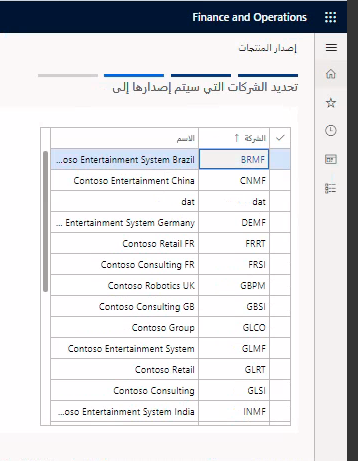 Finance and Operations
إصدار المنتجات
تحديد الشركات التي سيتم إصدارها إلى
الشركة ↑ الاسم
BRMF ...oso Entertainment System Brazil
CNMF Contoso Entertainment China
dat dat
DEMF ... Entertainment System Germany
FRRT Contoso Retail FR
FRSI Contoso Consulting FR
GBPM Contoso Robotics UK
GBSI Contoso Consulting GB
GLCO Contoso Group
GLMF Contoso Entertainment System
GLRT Contoso Retail
GLSI Contoso Consulting
INMF ...oso Entertainment System India